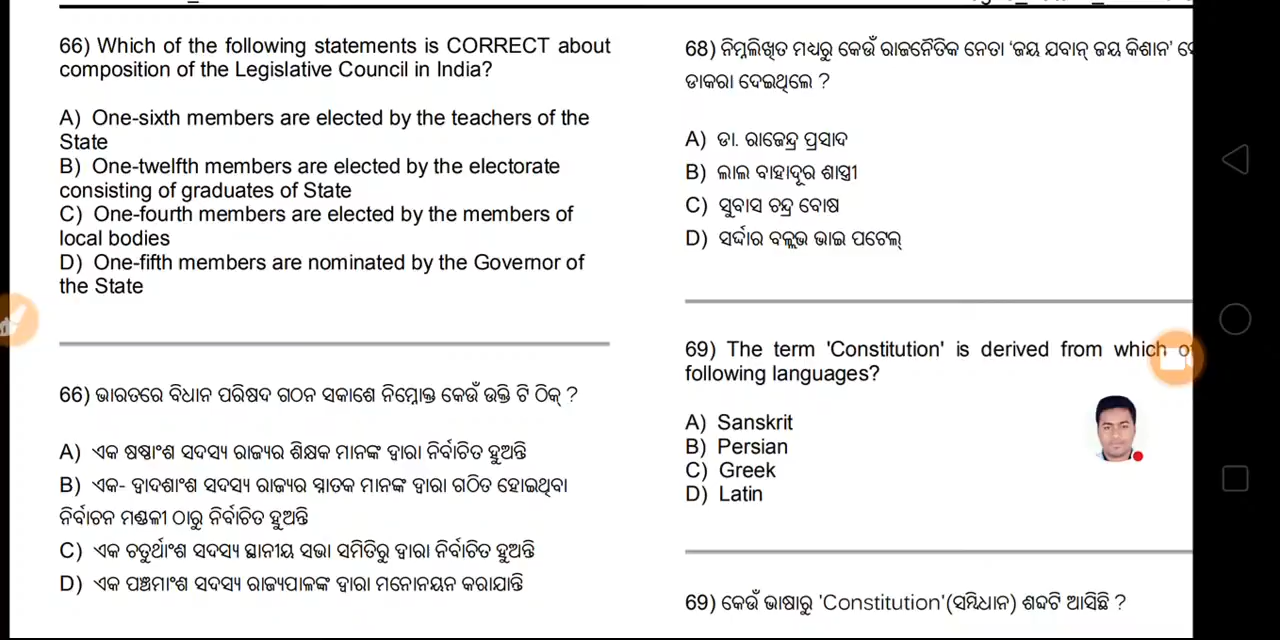 66) Which of the following statements is CORRECT about
composition of the Legislative Council in India?
A) One-sixth members are elected by the teachers of the
State
B) One-twelfth members are elected by the electorate
consisting of graduates of State
C) One-fourth members are elected by the members of
local bodies
D) One-fifth members are nominated by the Governor of
the State
66) ଭାରତରେ ବିଧାନ ପରିଷଦ ଗଠନ ସକାଶେ ନିମ୍ନୋକ୍ତ କେଉଁ ଉକ୍ତି ଟି ଠିକ୍ ?
A) ଏକ ଷଷ୍ଠାଂଶ ସଦସ୍ୟ ରାଜ୍ୟର ଶିକ୍ଷକ ମାନଙ୍କ ଦ୍ୱାରା ନିର୍ବାଚିତ ହୁଅନ୍ତି
B) ଏକ- ଦ୍ୱାଦଶାଂଶ ସଦସ୍ୟ ରାଜ୍ୟର ସ୍ନାତକ ମାନଙ୍କ ଦ୍ୱାରା ଗଠିତ ହୋଇଥିବା
ନିର୍ବାଚନ ମଣ୍ଡଳୀ ଠାରୁ ନିର୍ବାଚିତ ହୁଅନ୍ତି
C) ଏକ ଚତୁର୍ଥାଂଶ ସଦସ୍ୟ ସ୍ଥାନୀୟ ସଭା ସମିତିରୁ ଦ୍ୱାରା ନିର୍ବାଚିତ ହୁଅନ୍ତି
D) ଏକ ପଞ୍ଚମାଂଶ ସଦସ୍ୟ ରାଜ୍ୟପାଳଙ୍କ ଦ୍ୱାରା ମନୋନୟନ କରାଯାନ୍ତି
68) ନିମ୍ନଲିଖିତ ମଧ୍ୟରୁ କେଉଁ ରାଜନୈତିକ ନେତା ‘ଜୟ ଯବାନ୍ ଜୟ କିଶାନ’
ଡାକରା ଦେଇଥିଲେ ?
A) ଡା. ରାଜେନ୍ଦ୍ର ପ୍ରସାଦ
B) ଲାଲ ବାହାଦୂର ଶାସ୍ତ୍ରୀ
C) ସୁବାସ ଚନ୍ଦ୍ର ବୋଷ
D) ସର୍ଦ୍ଦାର ବଲ୍ଲଭ ଭାଇ ପଟେଲ୍
69) The term 'Constitution' is derived from which
following languages?
A) Sanskrit
B) Persian
C) Greek
D) Latin
69) କେଉଁ ଭାଷାରୁ 'Constitution'(ସମ୍ବିଧାନ) ଶବ୍ଦଟି ଆସିଛି ?